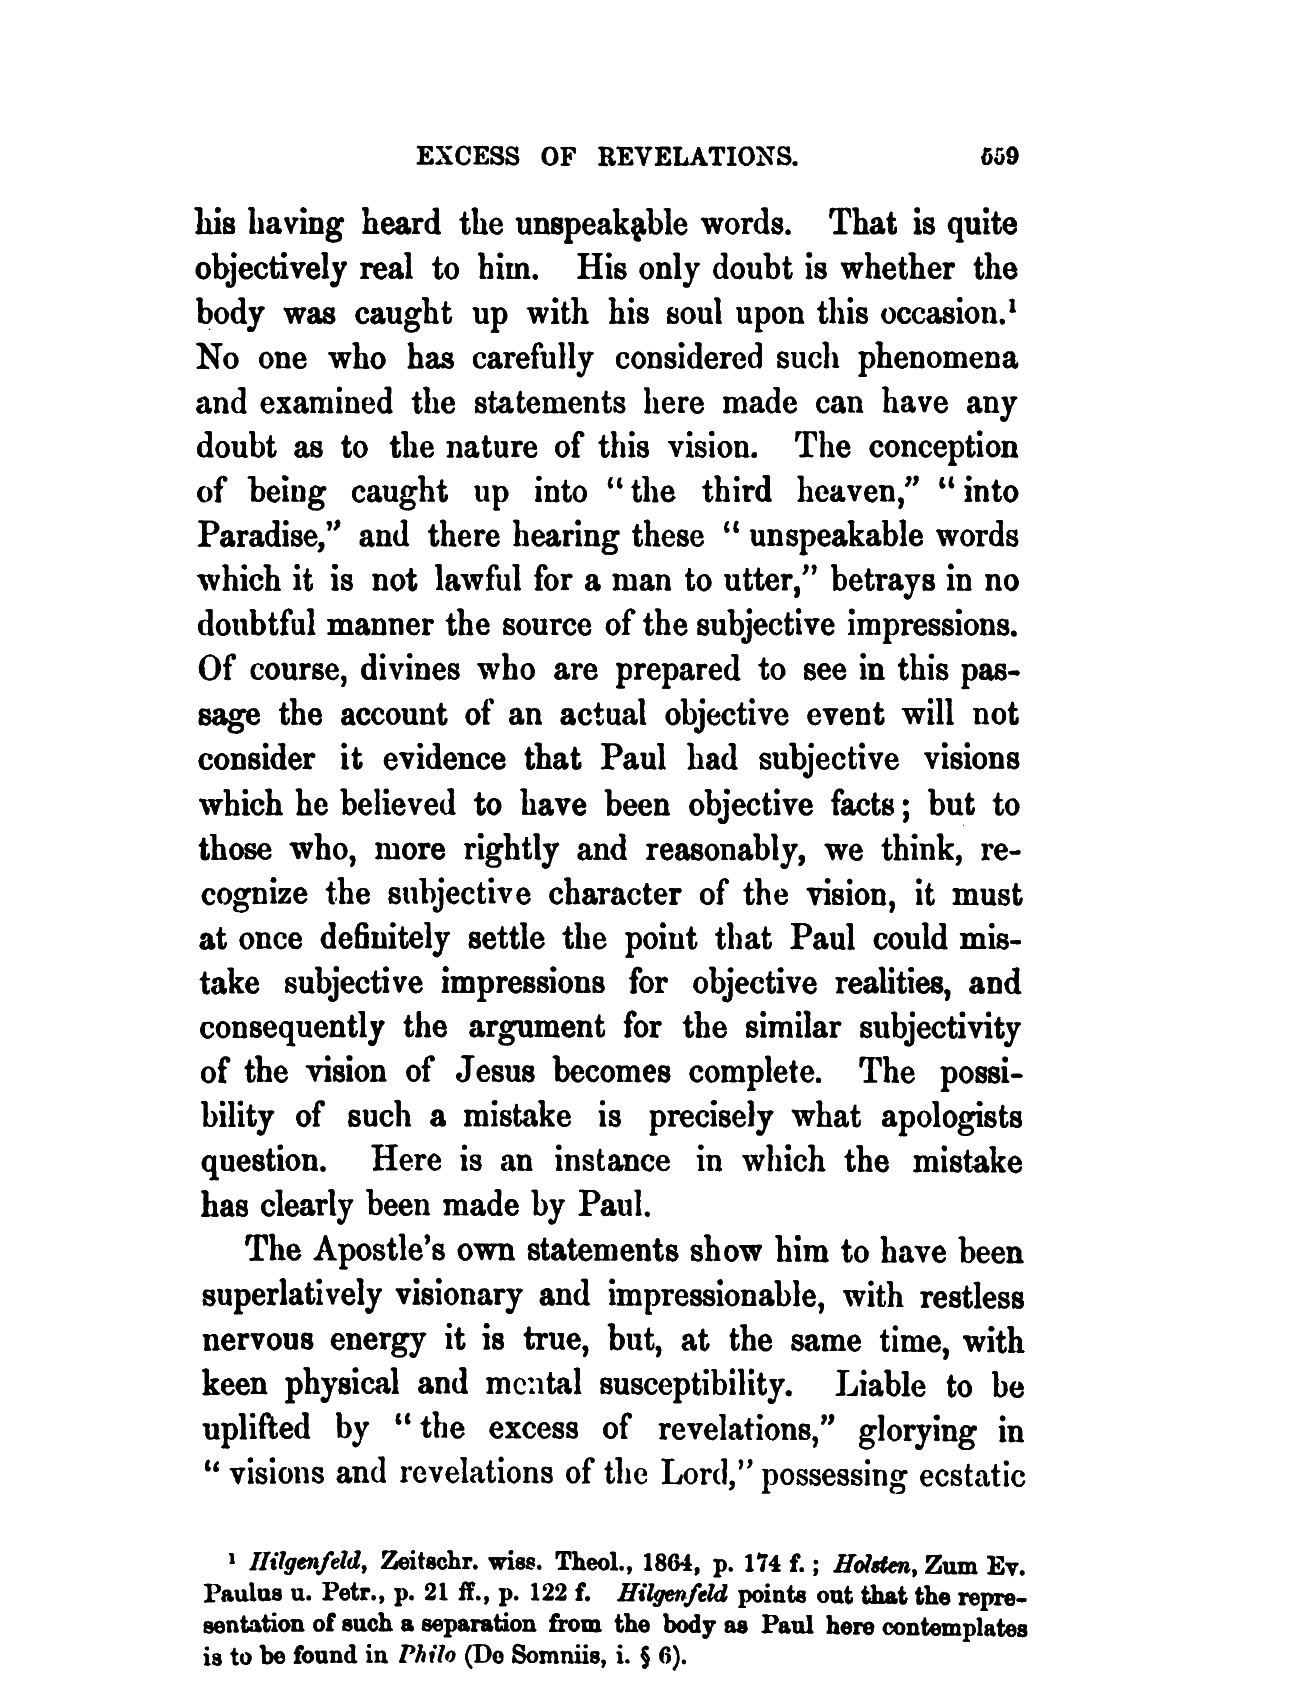 EXCESS OF REVELATIONS. 559
his having heard the unspeakable words. That is quite
objectively real to him. His only doubt is whether the
body was caught up with his soul upon this occasion.¹
No one who has carefully considered such phenomena
and examined the statements here made can have any
doubt as to the nature of this vision. The conception
of being caught up into “the third heaven,” “into
Paradise,” and there hearing these “unspeakable words
which it is not lawful for a man to utter,” betrays in no
doubtful manner the source of the subjective impressions.
Of course, divines who are prepared to see in this pas-
sage the account of an actual objective event will not
consider it evidence that Paul had subjective visions
which he believed to have been objective facts; but to
those who, more rightly and reasonably, we think, re-
cognize the subjective character of the vision, it must
at once definitely settle the point that Paul could mis-
take subjective impressions for objective realities, and
consequently the argument for the similar subjectivity
of the vision of Jesus becomes complete. The possi-
bility of such a mistake is precisely what apologists
question. Here is an instance in which the mistake
has clearly been made by Paul.
The Apostle’s own statements show him to have been
superlatively visionary and impressionable, with restless
nervous energy it is true, but, at the same time, with
keen physical and mental susceptibility. Liable to be
uplifted by “the excess of revelations,” glorying in
“visions and revelations of the Lord,” possessing ecstatic
¹ Hilgenfeld, Zeitschr. wiss. Theol., 1864, p. 174 f.; Holsten, Zum Ev.
Paulus u. Petr., p. 21 ff., p. 122 f. Hilgenfeld points out that the repre-
sentation of such a separation from the body as Paul here contemplates
is to be found in Philo (De Somniis, i. § 6).